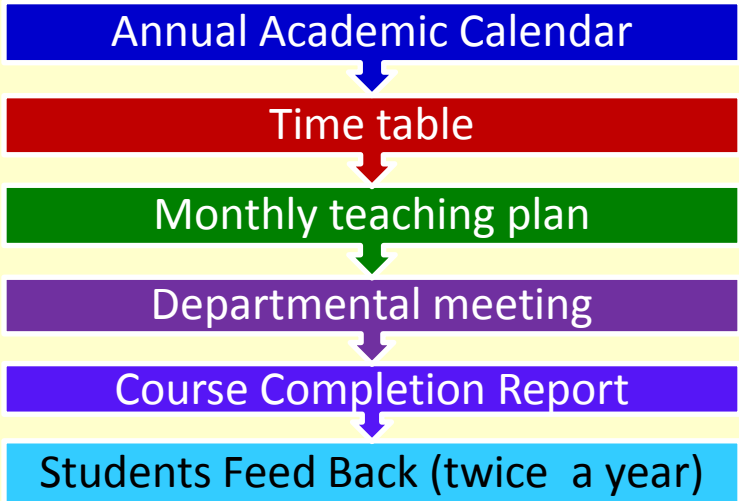 Annual Academic Calendar
Time table
Monthly teaching plan
Departmental meeting
Course Completion Report
Students Feed Back (twice a year)